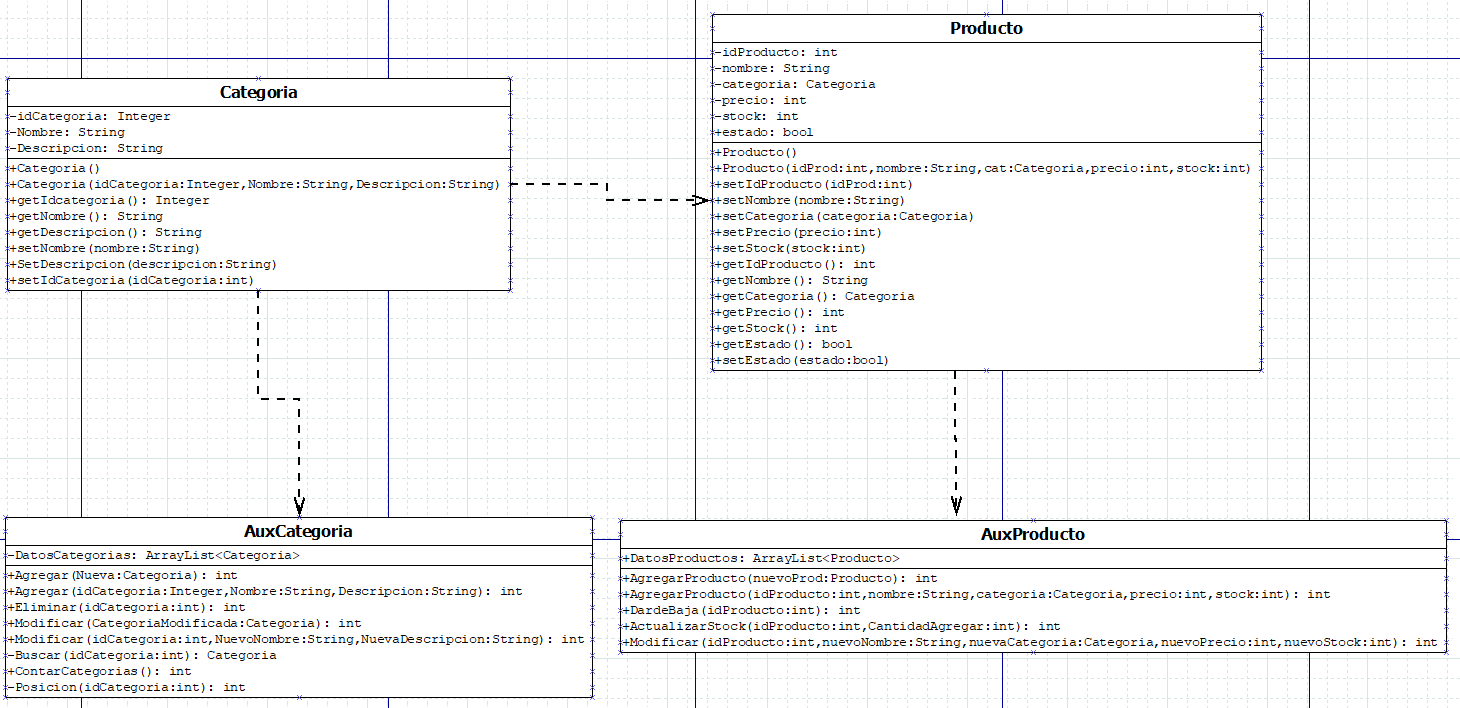 Categoria
-idCategoria: Integer
-Nombre: String
-Descripcion: String
+Categoria()
+Categoria(idCategoria:Integer,Nombre:String,Descripcion:String)
+getIdcategoria(): Integer
+getNombre(): String
+getDescripcion(): String
+setNombre(nombre:String)
+SetDescripcion(descripcion:String)
+setIdCategoria(idCategoria:int)
Producto
-idProducto: int
-nombre: String
-categoria: Categoria
-precio: int
-stock: int
+estado: bool
+Producto()
+Producto(idProd:int,nombre:String,cat:Categoria,precio:int,stock:int)
+setIdProducto(idProd:int)
+setNombre(nombre:String)
+setCategoria(categoria:Categoria)
+setPrecio(precio:int)
+setStock(stock:int)
+getIdProducto(): int
+getNombre(): String
+getCategoria(): Categoria
+getPrecio(): int
+getStock(): int
+getEstado(): bool
+setEstado(estado:bool)
AuxCategoria
-DatosCategorias: ArrayList<Categoria>
+Agregar(Nueva:Categoria): int
+Agregar(idCategoria:Integer,Nombre:String,Descripcion:String): int
+Eliminar(idCategoria:int): int
+Modificar(CategoriaModificada:Categoria): int
+Modificar(idCategoria:int,NuevoNombre:String,NuevaDescripcion:String): int
-Buscar(idCategoria:int): Categoria
+ContarCategorias(): int
-Posicion(idCategoria:int): int
AuxProducto
+DatosProductos: ArrayList<Producto>
+AgregarProducto(nuevoProd:Producto): int
+AgregarProducto(idProducto:int,nombre:String,categoria:Categoria,precio:int,stock:int): int
+DardeBaja(idProducto:int): int
+ActualizarStock(idProducto:int,CantidadAgregar:int): int
+Modificar(idProducto:int,nuevoNombre:String,nuevaCategoria:Categoria,nuevoPrecio:int,nuevoStock:int): int